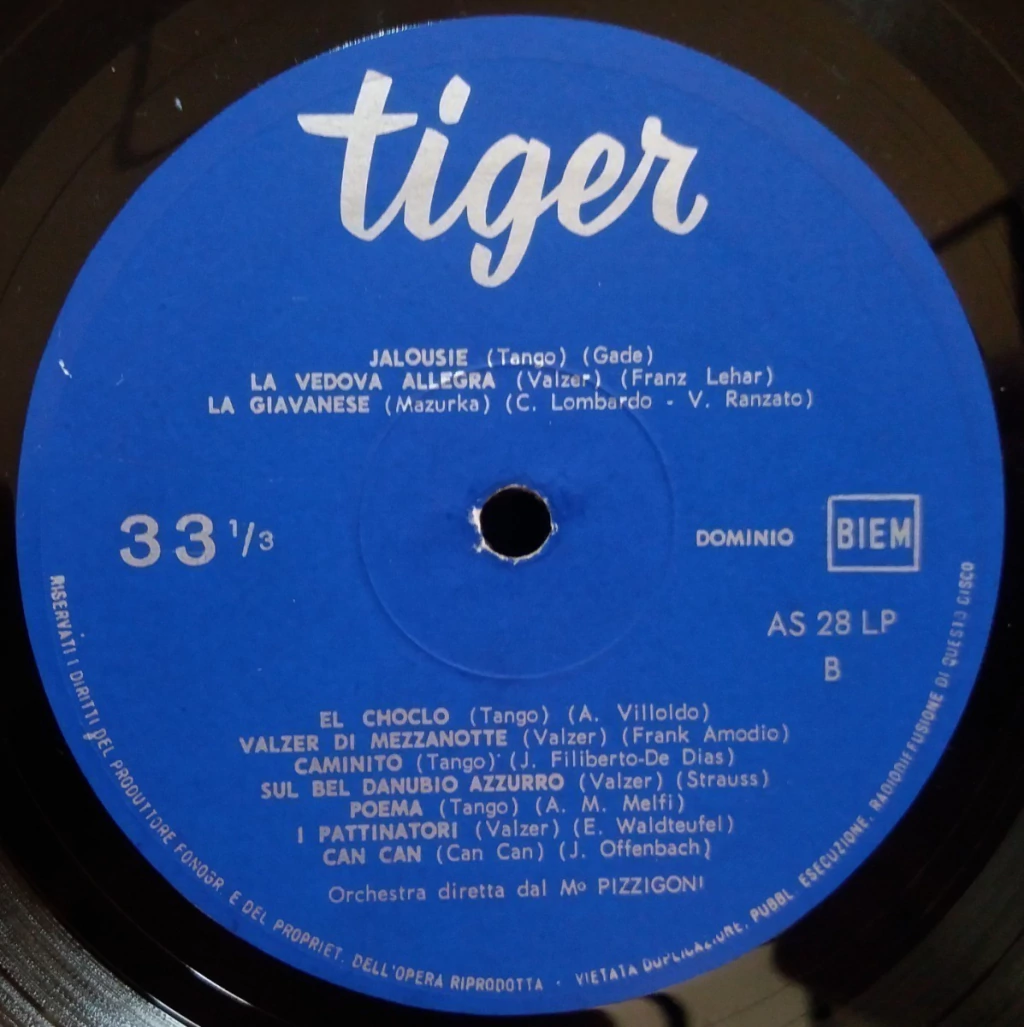 tiger
JALOUSIE (Tango) (Gade)
LA VEDOVA ALLEGRA (Valzer) (Franz Lehar)
LA GIAVANESE (Mazurka) (C. Lombardo - V. Ranzato)
33 1/3
DOMINIO
BIEM
AS 28 LP
B
EL CHOCLO (Tango) (A. Villoldo)
VALZER DI MEZZANOTTE (Valzer) (Frank Amodio)
CAMINITO (Tango) (J. Filiberto-De Dias)
SUL BEL DANUBIO AZZURRO (Valzer) (Strauss)
POEMA (Tango) (A. M. Melfi)
I PATTINATORI (Valzer) (E. Waldteufel)
CAN CAN (Can Can) (J. Offenbach)
Orchestra diretta dal Mº PIZZIGONI
RISERVATI I DIRITTI DEL PRODUTTORE FONOGR. E DEL PROPRIET. DELL'OPERA RIPRODOTTA - VIETATA DUPLICAZIONE, PUBBL. ESECUZIONE, RADIODIFFUSIONE DI QUESTO DISCO